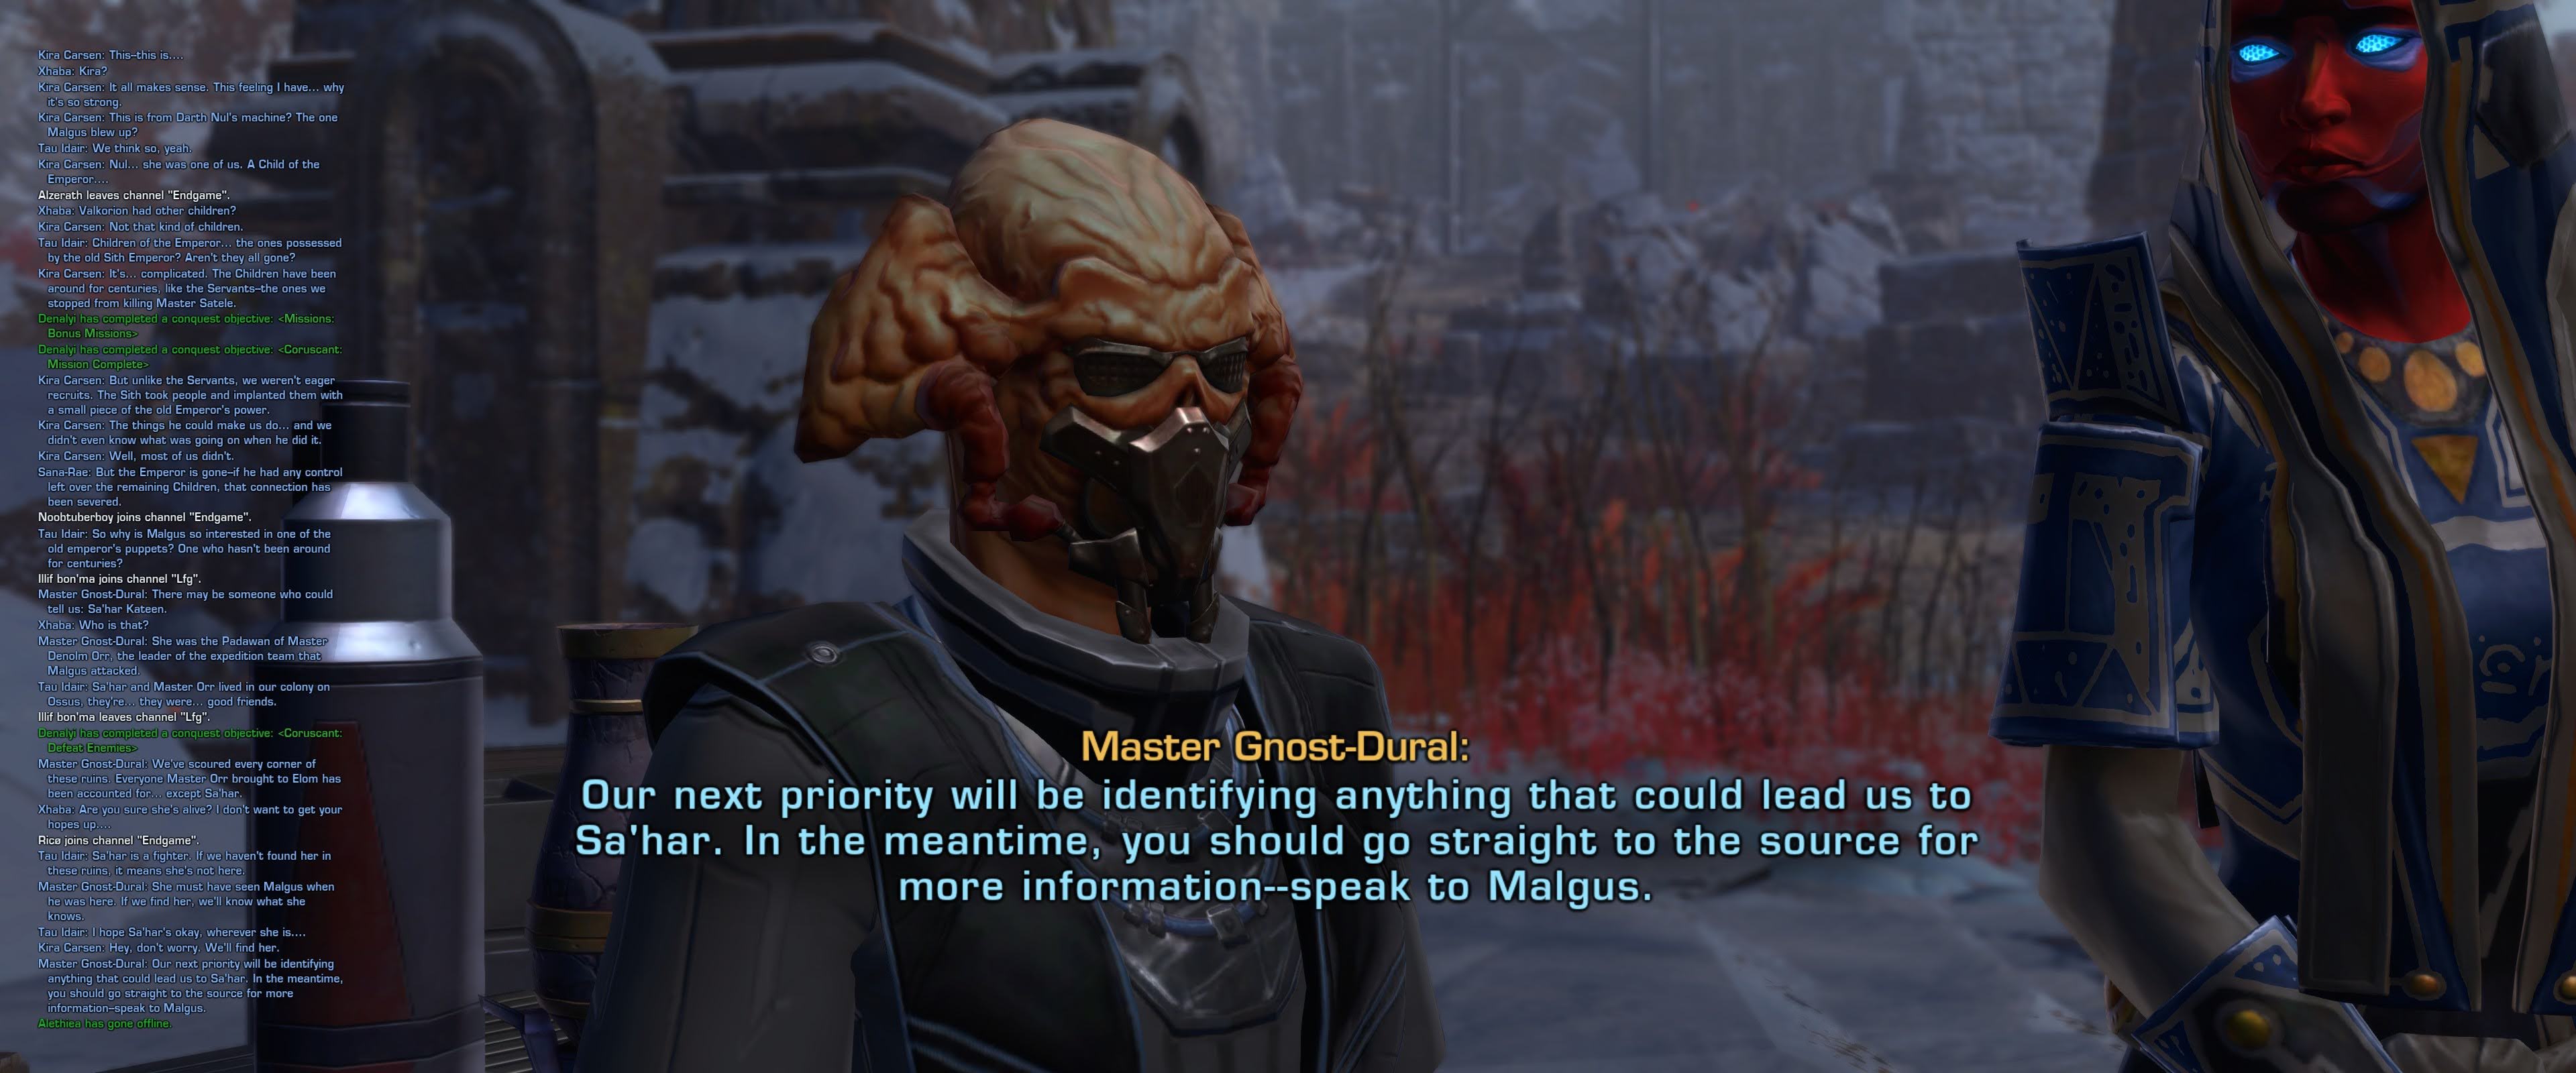 Kira Carsen: This–this is....
Xhaba: Kira?
Kira Carsen: It all makes sense. This feeling I have... why
it's so strong.
Kira Carsen: This is from Darth Nul's machine? The one
Malgus blew up?
Tau Idair: We think so, yeah.
Kira Carsen: Nul... she was one of us. A Child of the
Emperor....
Alzerath leaves channel "Endgame".
Xhaba: Valkorion had other children?
Kira Carsen: Not that kind of children.
Tau Idair: Children of the Emperor... the ones possessed
by the old Sith Emperor? Aren't they all gone?
Kira Carsen: It's... complicated. The Children have been
around for centuries, like the Servants–the ones we
stopped from killing Master Satele.
Denalyi has completed a conquest objective: <Missions:
Bonus Missions>
Denalyi has completed a conquest objective: <Coruscant:
Mission Complete>
Kira Carsen: But unlike the Servants, we weren't eager
recruits. The Sith took people and implanted them with
a small piece of the old Emperor's power.
Kira Carsen: The things he could make us do... and we
didn't even know what was going on when he did it.
Kira Carsen: Well, most of us didn't.
Sana-Rae: But the Emperor is gone–if he had any control
left over the remaining Children, that connection has
been severed.
Noobtuberboy joins channel "Endgame".
Tau Idair: So why is Malgus so interested in one of the
old emperor's puppets? One who hasn't been around
for centuries?
Illif bon'ma joins channel "Lfg".
Master Gnost-Dural: There may be someone who could
tell us: Sa'har Kateen.
Xhaba: Who is that?
Master Gnost-Dural: She was the Padawan of Master
Denolm Orr, the leader of the expedition team that
Malgus attacked.
Tau Idair: Sa'har and Master Orr lived in our colony on
Ossus, they're... they were... good friends.
Illif bon'ma leaves channel "Lfg".
Denalyi has completed a conquest objective: <Coruscant:
Defeat Enemies>
Master Gnost-Dural: We've scoured every corner of
these ruins. Everyone Master Orr brought to Elom has
been accounted for... except Sa'har.
Xhaba: Are you sure she's alive? I don't want to get your
hopes up....
Rico joins channel "Endgame".
Tau Idair: Sa'har is a fighter. If we haven't found her in
these ruins, it means she's not here.
Master Gnost-Dural: She must have seen Malgus when
he was here. If we find her, we'll know what she
knows.
Tau Idair: I hope Sa'har's okay, wherever she is....
Kira Carsen: Hey, don't worry. We'll find her.
Master Gnost-Dural: Our next priority will be identifying
anything that could lead us to Sa'har. In the meantime,
you should go straight to the source for more
information–speak to Malgus.
Alethiea has gone offline.
Master Gnost-Dural:
Our next priority will be identifying anything that could lead us to
Sa'har. In the meantime, you should go straight to the source for
more information--speak to Malgus.